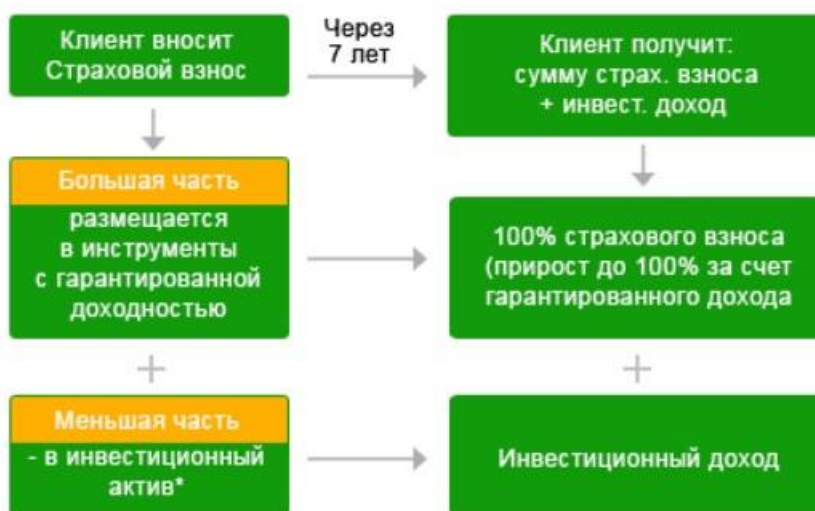 Клиент вносит
Страховой взнос
Через
7 лет
Клиент получит:
сумму страх. взноса
+ инвест. доход
Большая часть
размещается
в инструменты
с гарантированной
доходностью
100% страхового взноса
(прирост до 100% за счет
гарантированного дохода
+
+
Меньшая часть
- в инвестиционный
актив*
Инвестиционный доход